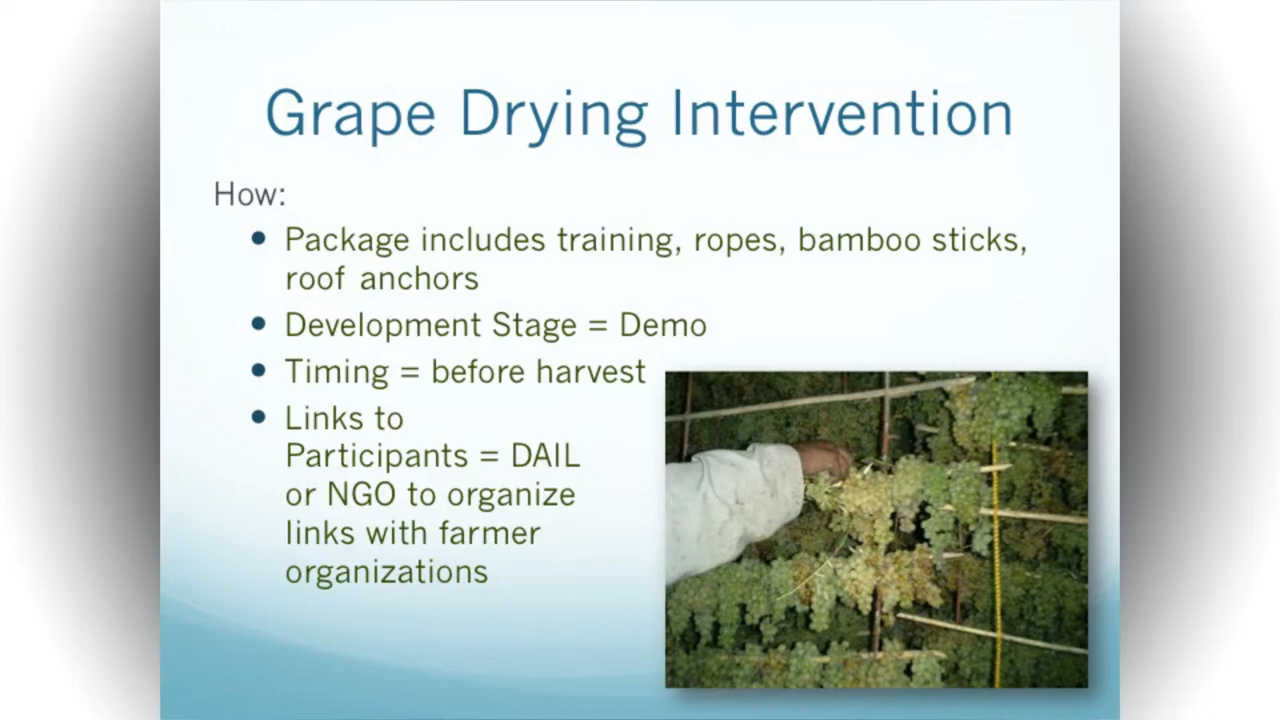 Grape Drying Intervention
How:
• Package includes training, ropes, bamboo sticks,
roof anchors
• Development Stage = Demo
• Timing = before harvest
• Links to
Participants = DAIL
or NGO to organize
links with farmer
organizations